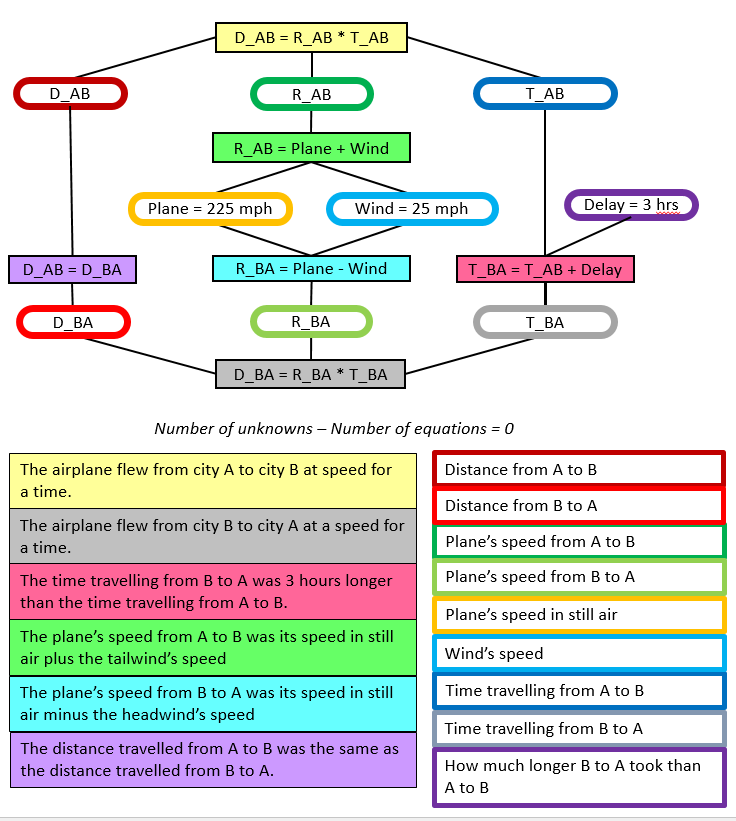 D_AB = R_AB * T_AB
D_AB
R_AB
T_AB
R_AB = Plane + Wind
Plane = 225 mph
Wind = 25 mph
Delay = 3 hrs
D_AB = D_BA
R_BA = Plane - Wind
T_BA = T_AB + Delay
D_BA
R_BA
T_BA
D_BA = R_BA * T_BA
Number of unknowns – Number of equations = 0
The airplane flew from city A to city B at speed for
a time.
The airplane flew from city B to city A at a speed for
a time.
The time travelling from B to A was 3 hours longer
than the time travelling from A to B.
The plane’s speed from A to B was its speed in still
air plus the tailwind’s speed
The plane’s speed from B to A was its speed in still
air minus the headwind’s speed
The distance travelled from A to B was the same as
the distance travelled from B to A.
Distance from A to B
Distance from B to A
Plane’s speed from A to B
Plane’s speed from B to A
Plane’s speed in still air
Wind’s speed
Time travelling from A to B
Time travelling from B to A
How much longer B to A took than
A to B